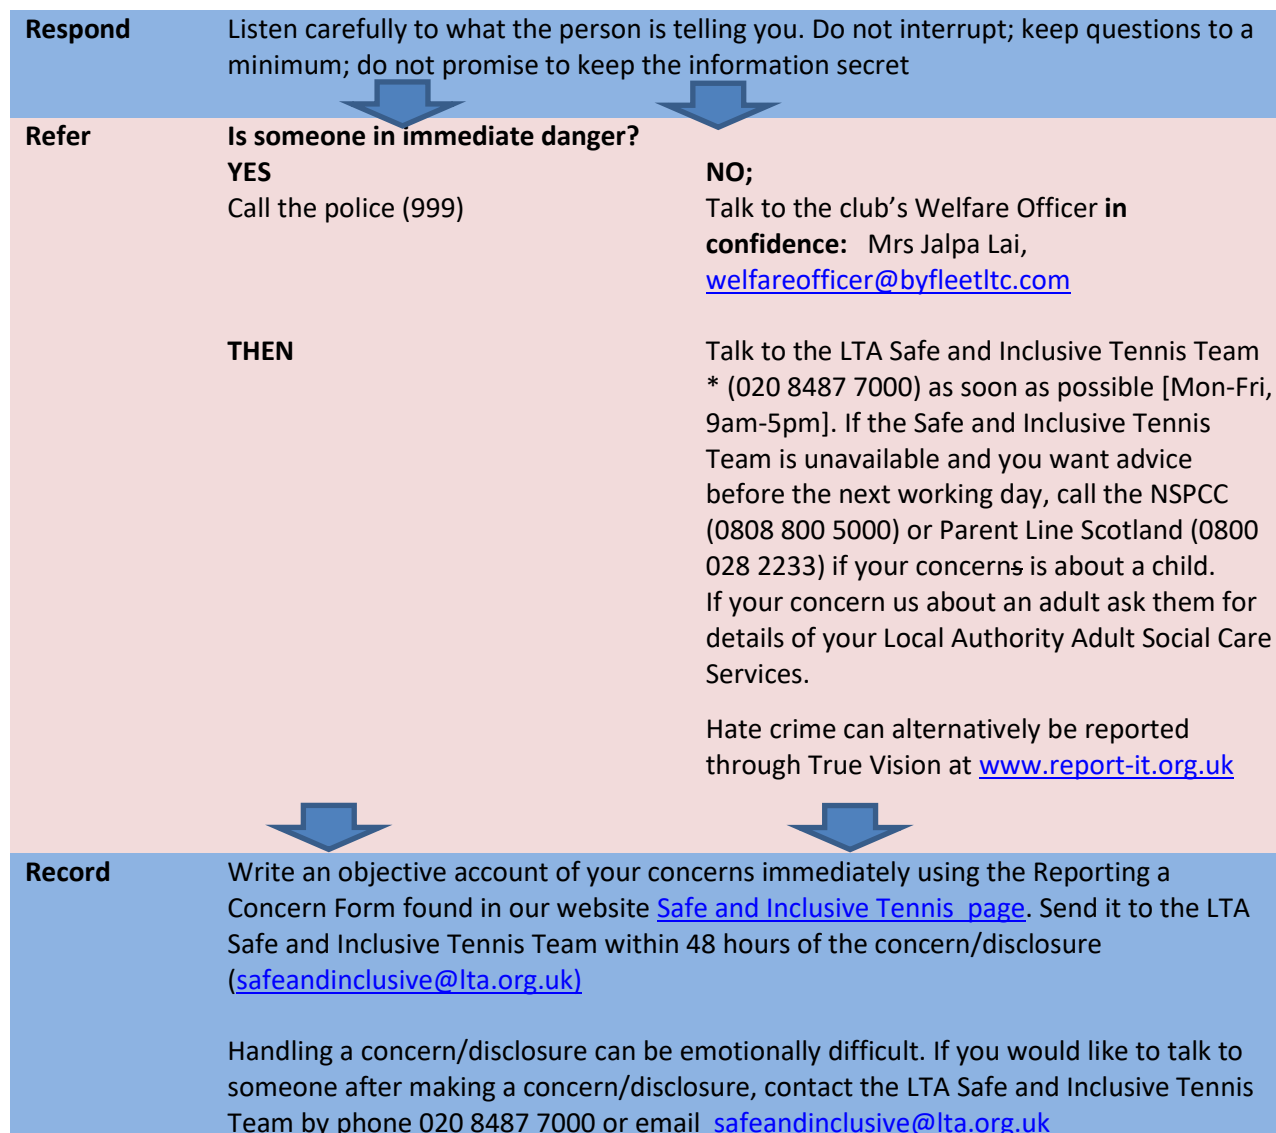 Respond
Listen carefully to what the person is telling you. Do not interrupt; keep questions to a
minimum; do not promise to keep the information secret
Refer
Is someone in immediate danger?
YES
Call the police (999)
NO;
Talk to the club’s Welfare Officer in
confidence: Mrs Jalpa Lai,
welfareofficer@byfleetltc.com
THEN
Talk to the LTA Safe and Inclusive Tennis Team
* (020 8487 7000) as soon as possible [Mon-Fri,
9am-5pm]. If the Safe and Inclusive Tennis
Team is unavailable and you want advice
before the next working day, call the NSPCC
(0808 800 5000) or Parent Line Scotland (0800
028 2233) if your concerns is about a child.
If your concern us about an adult ask them for
details of your Local Authority Adult Social Care
Services.
Hate crime can alternatively be reported
through True Vision at www.report-it.org.uk
Record
Write an objective account of your concerns immediately using the Reporting a
Concern Form found in our website Safe and Inclusive Tennis page. Send it to the LTA
Safe and Inclusive Tennis Team within 48 hours of the concern/disclosure
(safeandinclusive@lta.org.uk)
Handling a concern/disclosure can be emotionally difficult. If you would like to talk to
someone after making a concern/disclosure, contact the LTA Safe and Inclusive Tennis
Team by phone 020 8487 7000 or email safeandinclusive@lta.org.uk